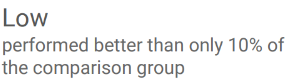 Low
performed better than only 10% of
the comparison group